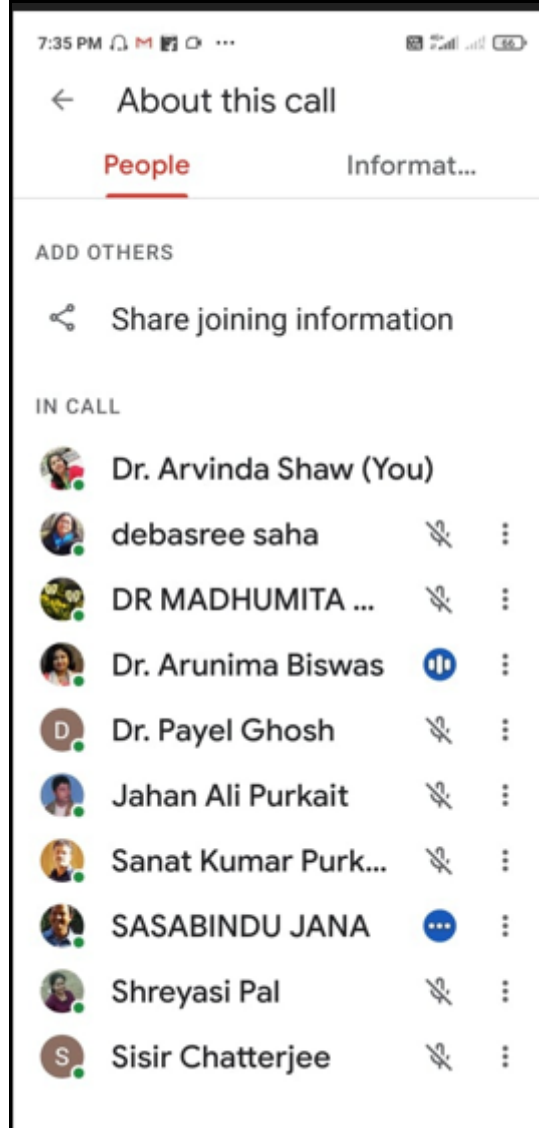 7:35 PM
66
About this call
People
Informat...
ADD OTHERS
Share joining information
IN CALL
Dr. Arvinda Shaw (You)
debasree saha
DR MADHUMITA ...
Dr. Arunima Biswas
D
Dr. Payel Ghosh
Jahan Ali Purkait
Sanat Kumar Purk...
SASABINDU JANA
Shreyasi Pal
S
Sisir Chatterjee